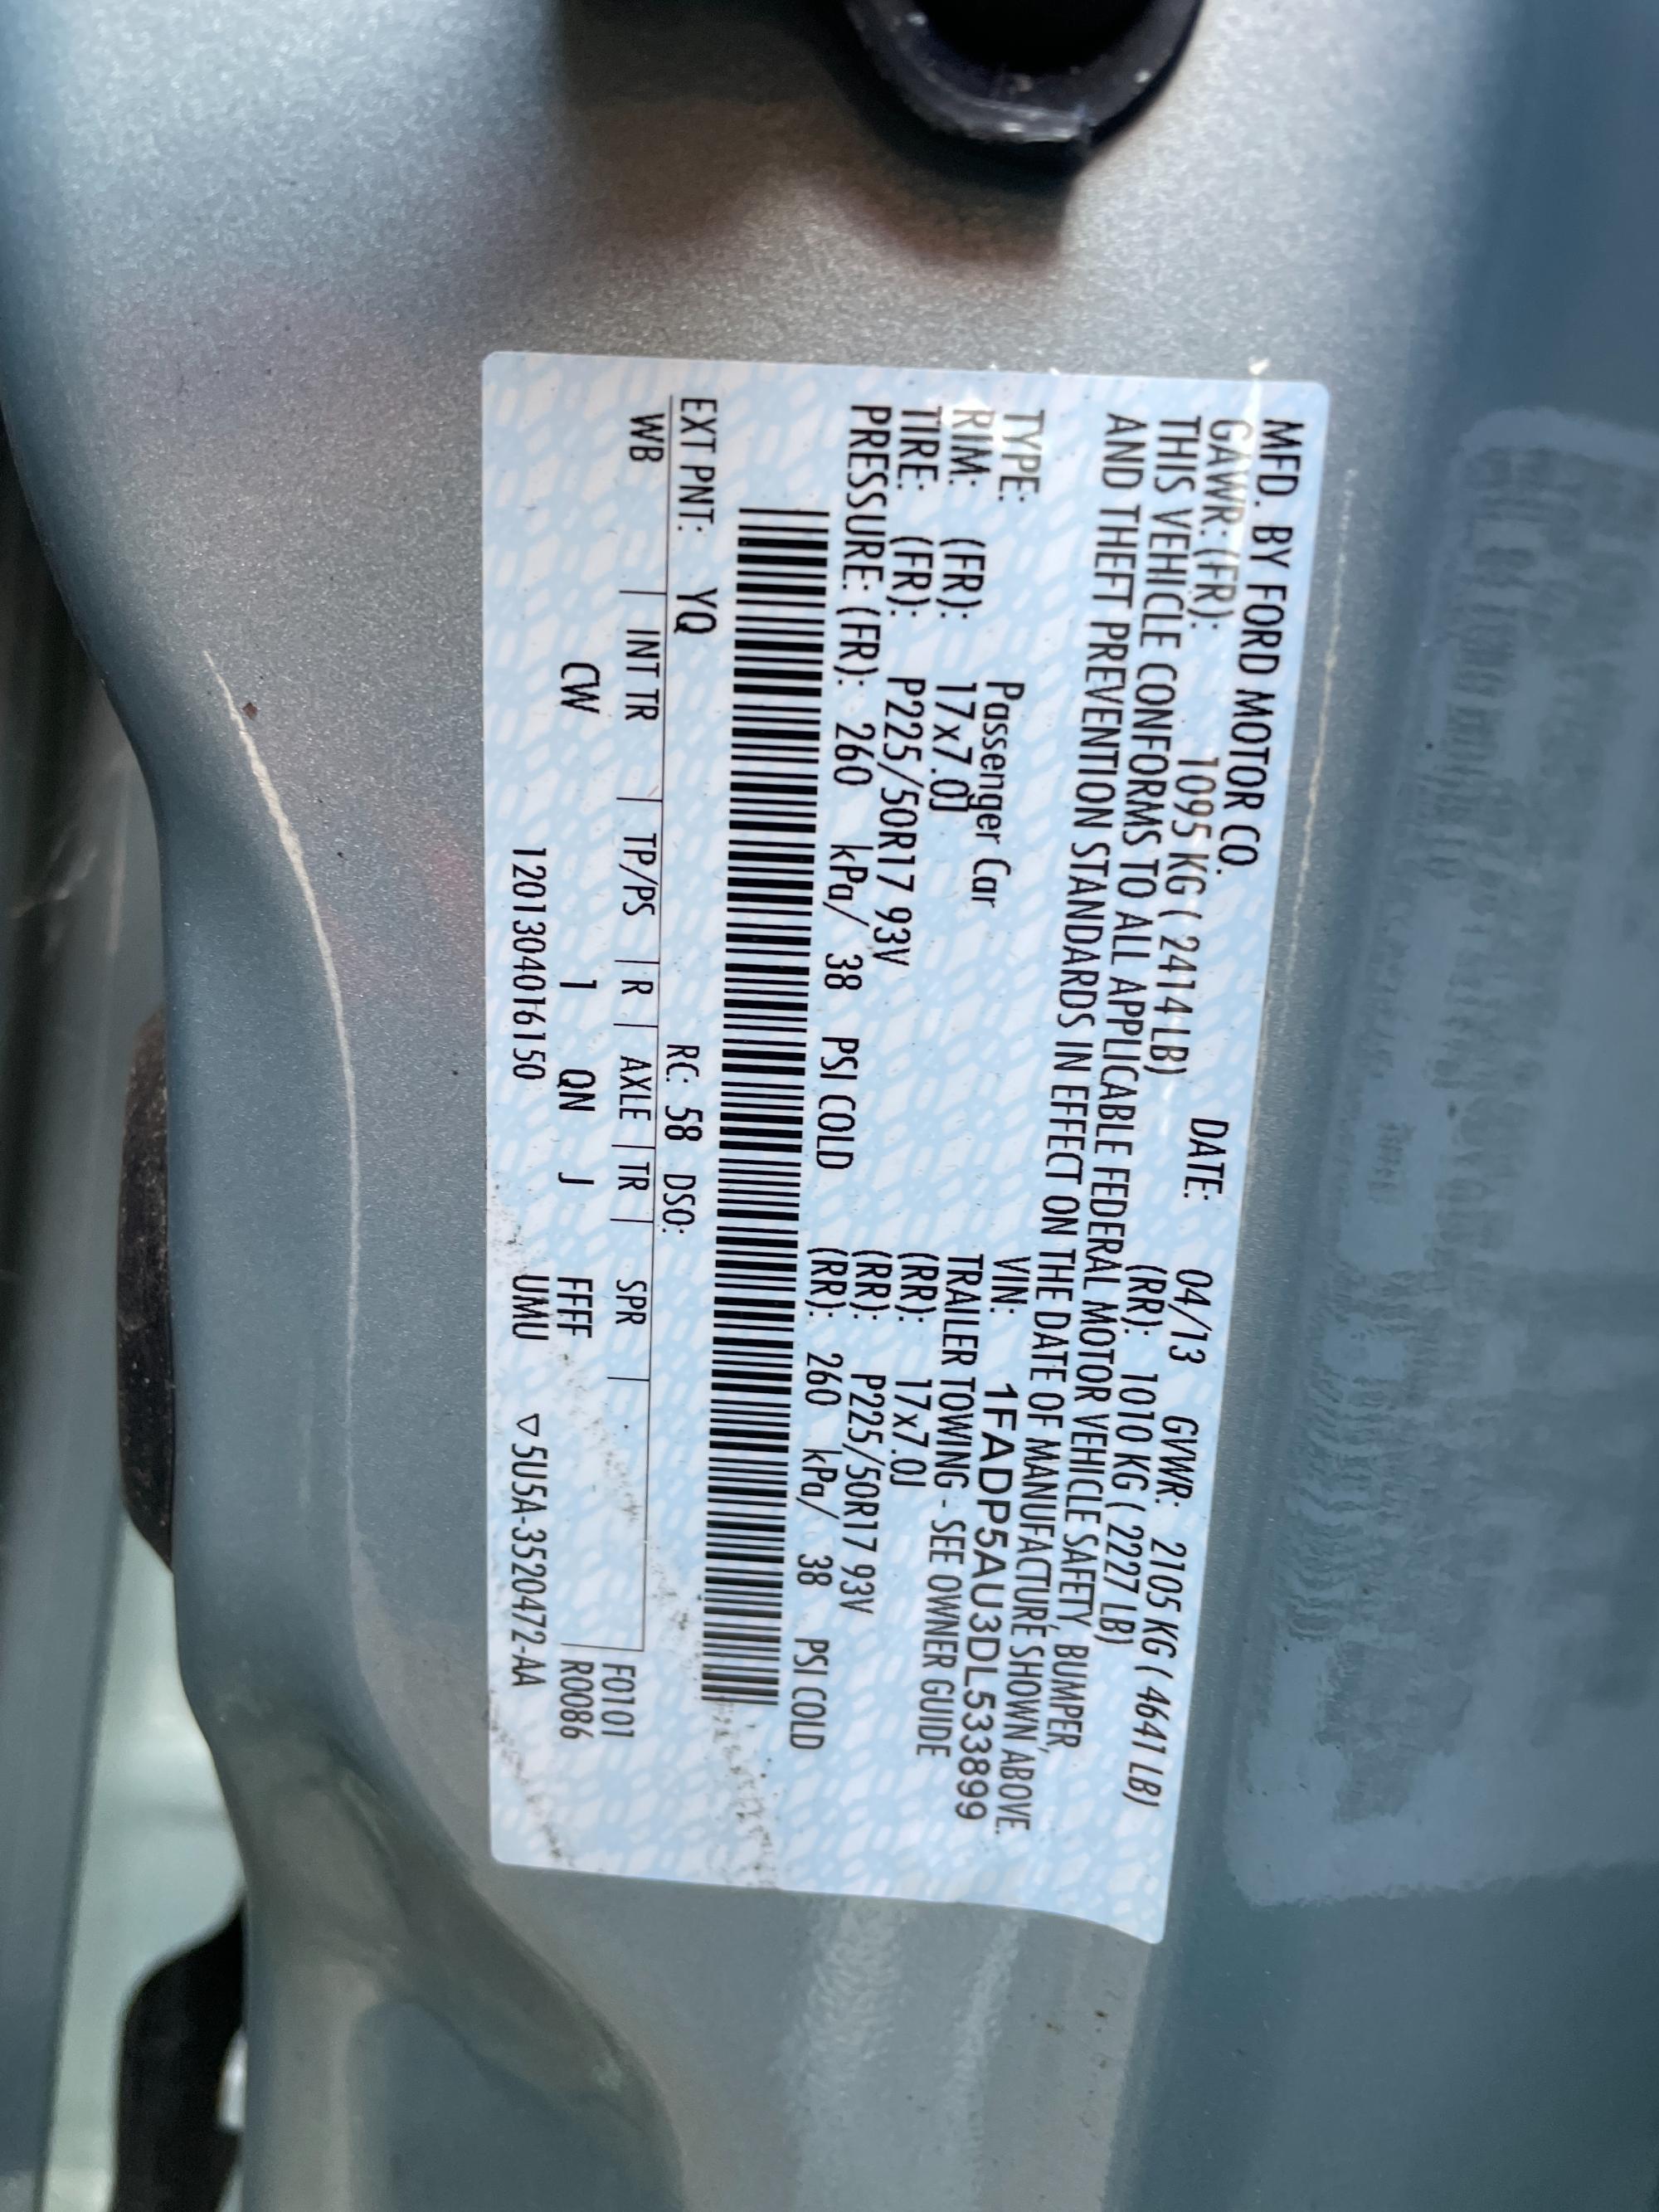 MFD. BY FORD MOTOR CO.
DATE: 04/13 GVWR: 2105 KG ( 4641 LB)
GAWR: (FR): 1095 KG ( 2414 LB) (RR): 1010 KG ( 2227 LB)
THIS VEHICLE CONFORMS TO ALL APPLICABLE FEDERAL MOTOR VEHICLE SAFETY, BUMPER,
AND THEFT PREVENTION STANDARDS IN EFFECT ON THE DATE OF MANUFACTURE SHOWN ABOVE.
VIN: 1FADP5AU3DL533899
TYPE: Passenger Car TRAILER TOWING - SEE OWNER GUIDE
RIM: (FR): 17x7.0J (RR): 17x7.0J
TIRE: (FR): P225/50R17 93V (RR): P225/50R17 93V
PRESSURE: (FR): 260 kPa/ 38 PSI COLD (RR): 260 kPa/ 38 PSI COLD
EXT PNT: YQ RC: 58 DSO:
WB | INT TR | TP/PS | R | AXLE | TR | SPR | F0101
CW 1 QN J FFFF R0086
1201304016150 UMU ▽5U5A-3520472-AA